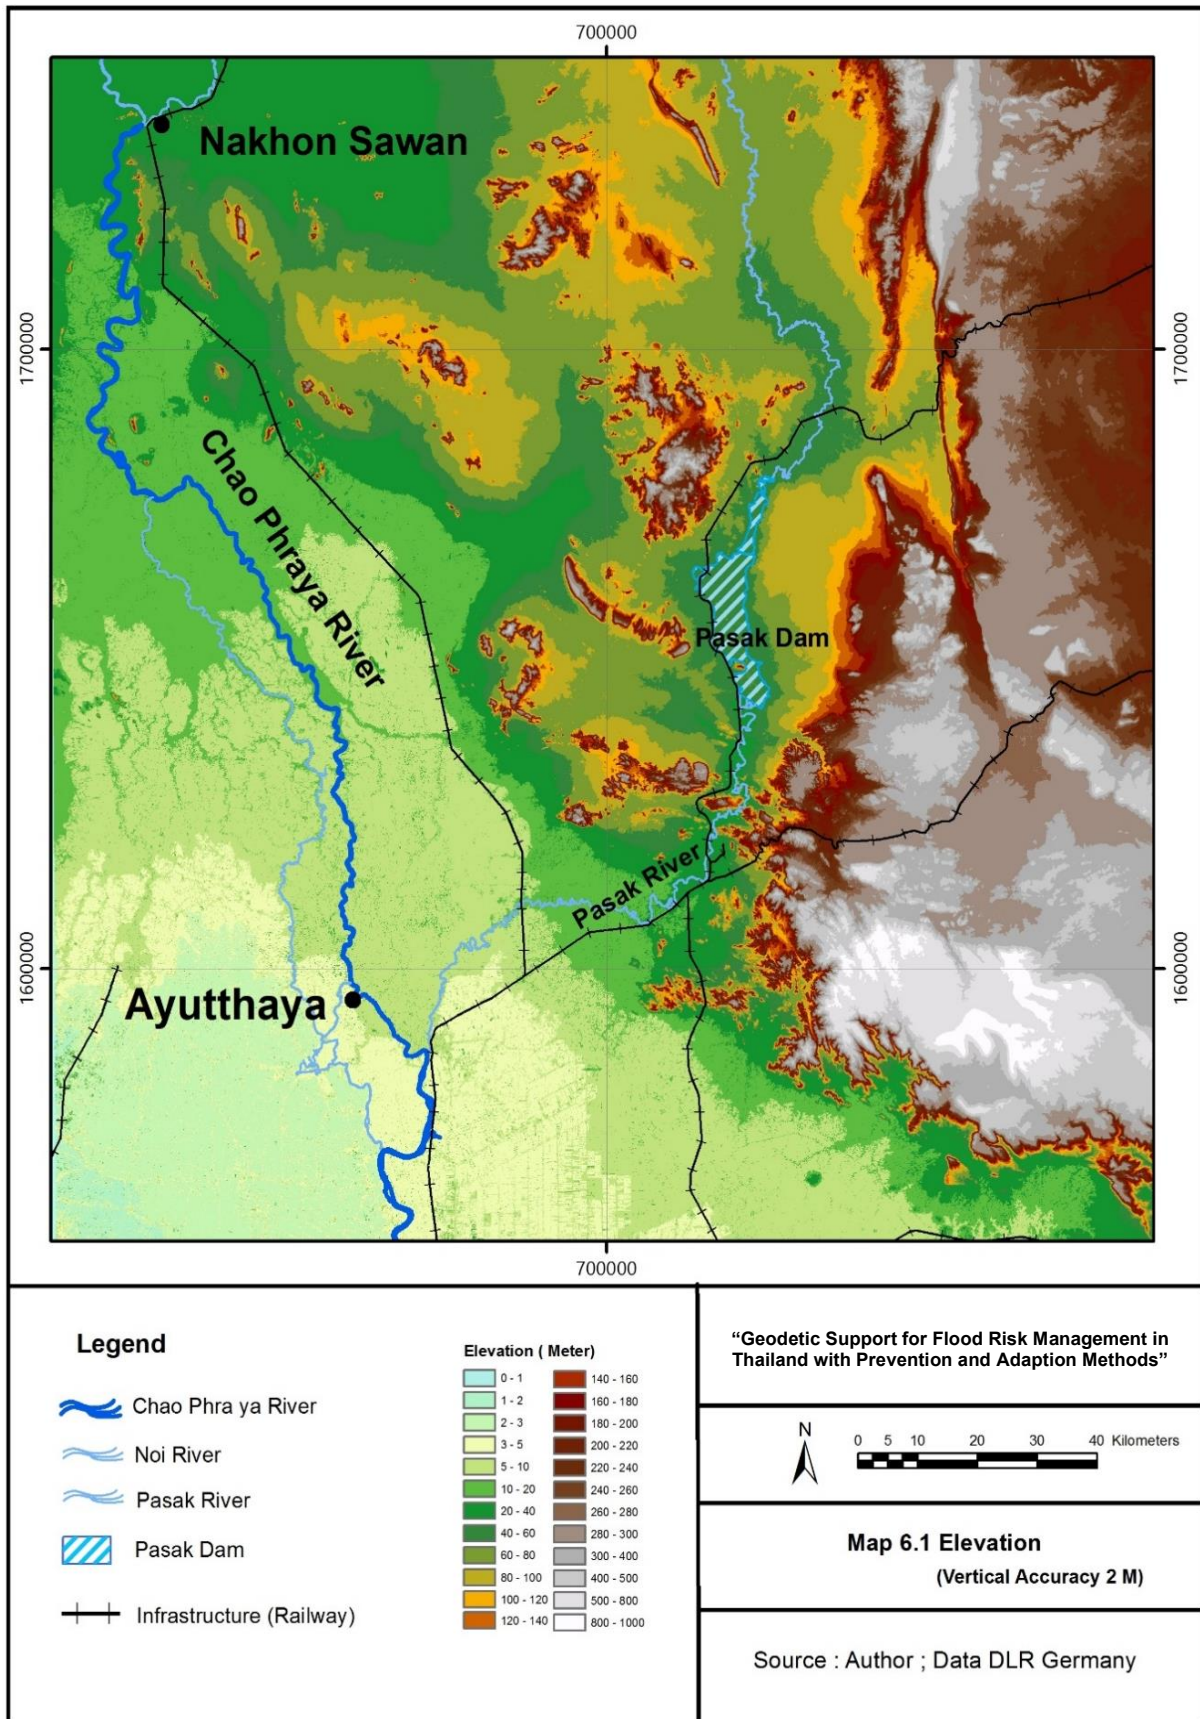 700000
Nakhon Sawan
1700000
1700000
Chao Phraya River
Pasak Dam
Pasak River
1600000
1600000
Ayutthaya
700000
Legend
Chao Phra ya River
Noi River
Pasak River
Pasak Dam
Infrastructure (Railway)
Elevation ( Meter)
0 - 1
1 - 2
2 - 3
3 - 5
5 - 10
10 - 20
20 - 40
40 - 60
60 - 80
80 - 100
100 - 120
120 - 140
140 - 160
160 - 180
180 - 200
200 - 220
220 - 240
240 - 260
260 - 280
280 - 300
300 - 400
400 - 500
500 - 800
800 - 1000
“Geodetic Support for Flood Risk Management in
Thailand with Prevention and Adaption Methods”
N
0 5 10 20 30 40 Kilometers
Map 6.1 Elevation
(Vertical Accuracy 2 M)
Source : Author ; Data DLR Germany